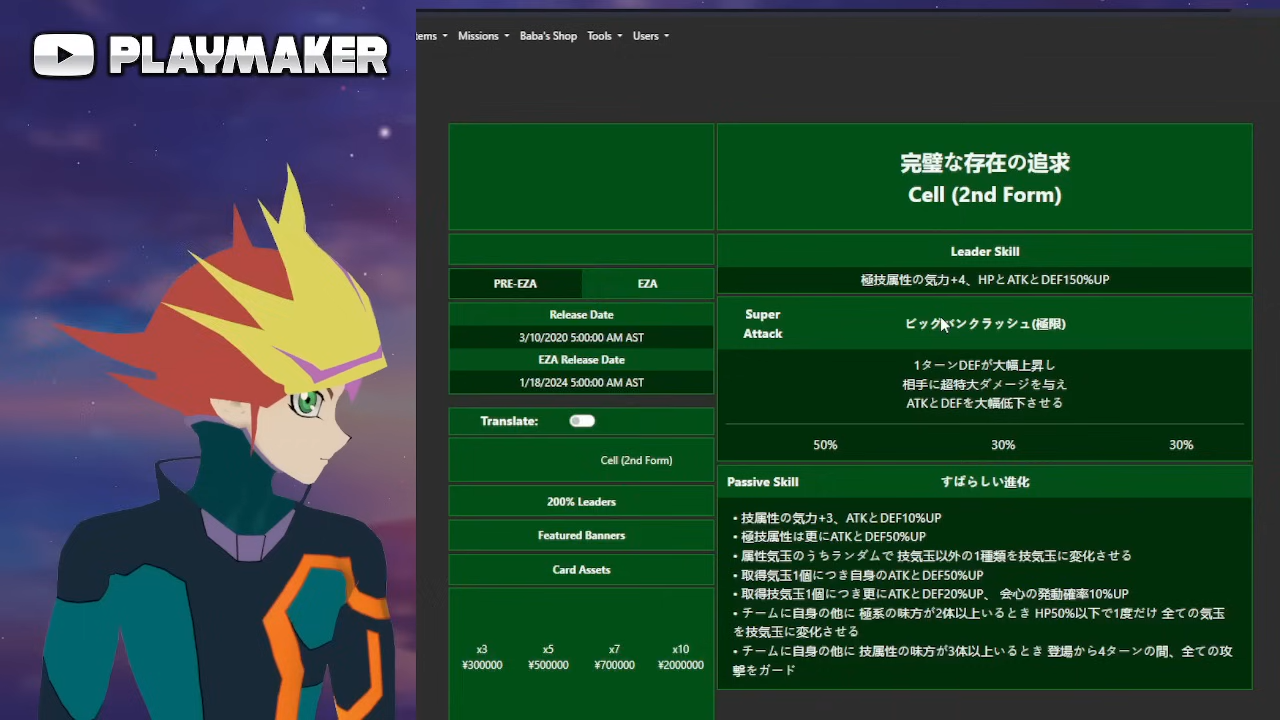 PLAYMAKER
tems Missions Baba's Shop Tools Users
完璧な存在の追求
Cell (2nd Form)
Leader Skill
極技属性の気力+4、HPとATKとDEF150%UP
PRE-EZA EZA
Release Date
3/10/2020 5:00:00 AM AST
EZA Release Date
1/18/2024 5:00:00 AM AST
Super
Attack
ビッグバンクラッシュ(極限)
1ターンDEFが大幅上昇し
相手に超特大ダメージを与え
ATKとDEFを大幅低下させる
50% 30% 30%
Translate:
Cell (2nd Form)
200% Leaders
Featured Banners
Card Assets
x3 x5 x7 x10
¥300000 ¥500000 ¥700000 ¥2000000
Passive Skill すばらしい進化
• 技属性の気力+3、ATKとDEF10%UP
• 極技属性は更にATKとDEF50%UP
• 属性気玉のうちランダムで 技気玉以外の1種類を技気玉に変化させる
• 取得気玉1個につき自身のATKとDEF50%UP
• 取得技気玉1個につき更にATKとDEF20%UP、 会心の発動確率10%UP
• チームに自身の他に 極系の味方が2体以上いるとき HP50%以下で1度だけ 全ての気玉
を技気玉に変化させる
• チームに自身の他に 技属性の味方が3体以上いるとき 登場から4ターンの間、全ての攻
撃をガード